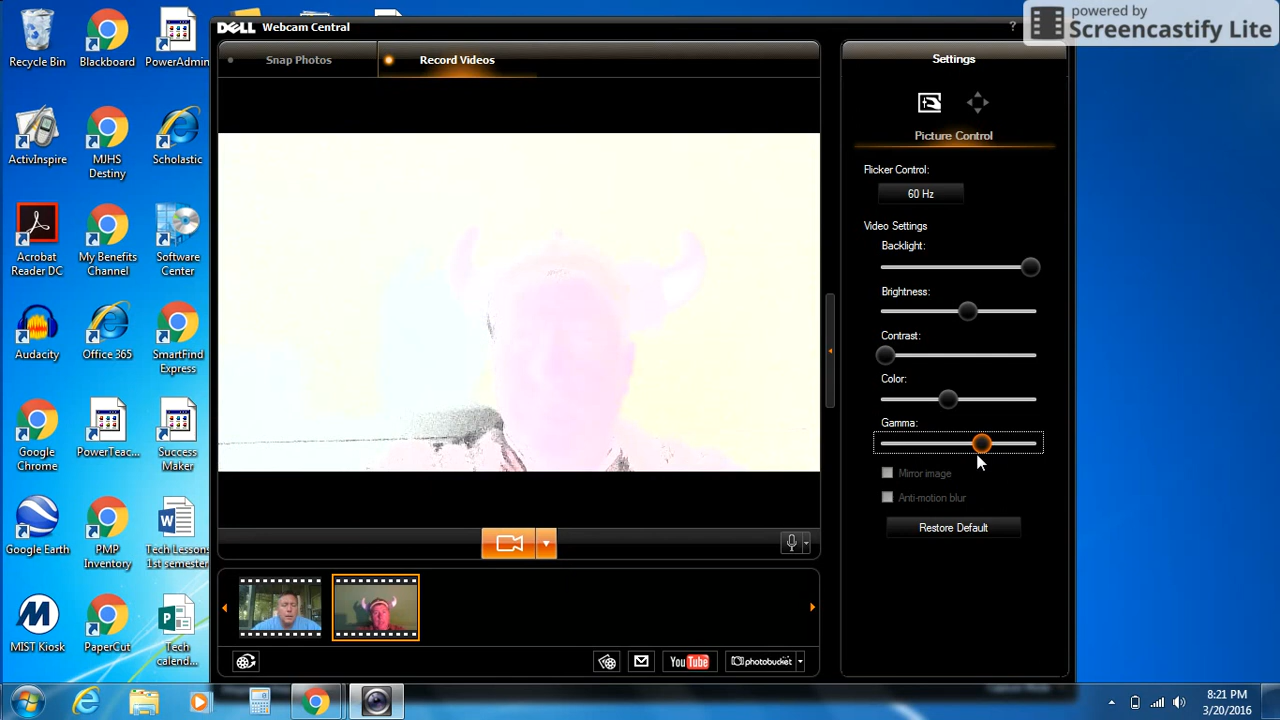 powered by
Screencastify Lite
DELL Webcam Central
?
Snap Photos
Record Videos
Settings
Picture Control
Flicker Control:
60 Hz
Video Settings
Backlight:
Brightness:
Contrast:
Color:
Gamma:
Mirror image
Anti-motion blur
Restore Default
YouTube
photobucket
Recycle Bin
Blackboard
PowerAdmin
ActivInspire
MJHS
Destiny
Scholastic
Acrobat
Reader DC
My Benefits
Channel
Software
Center
Audacity
Office 365
SmartFind
Express
Google
Chrome
PowerTeac...
Success
Maker
Google Earth
PMP
Inventory
Tech Lessons
1st semester
MIST Kiosk
PaperCut
Tech
calend...
8:21 PM
3/20/2016